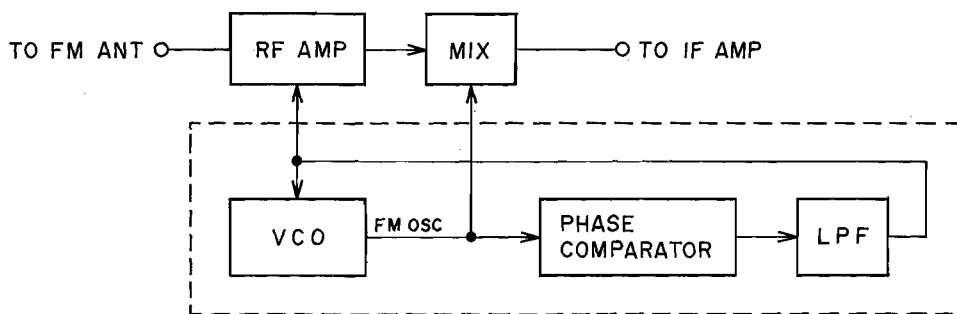 TO FM ANT
RF AMP
MIX
TO IF AMP
VCO
FM OSC
PHASE
COMPARATOR
LPF